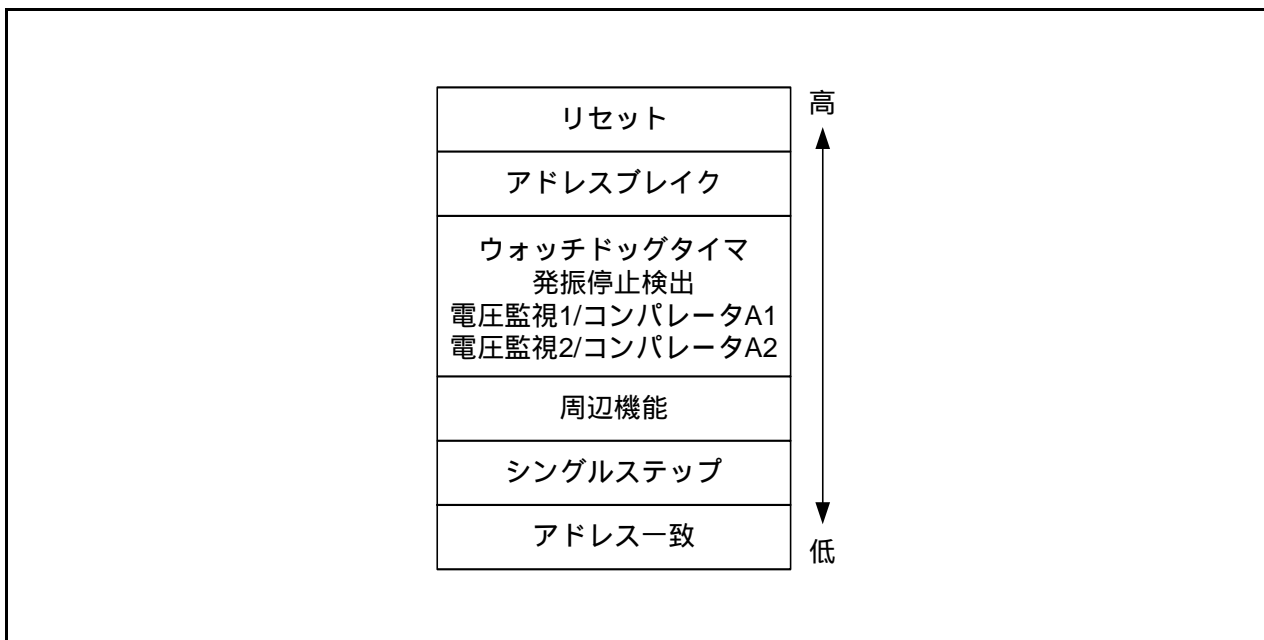 リセット
高
アドレスブレイク
ウォッチドッグタイマ
発振停止検出
電圧監視1/コンパレータA1
電圧監視2/コンパレータA2
周辺機能
シングルステップ
アドレス一致
低